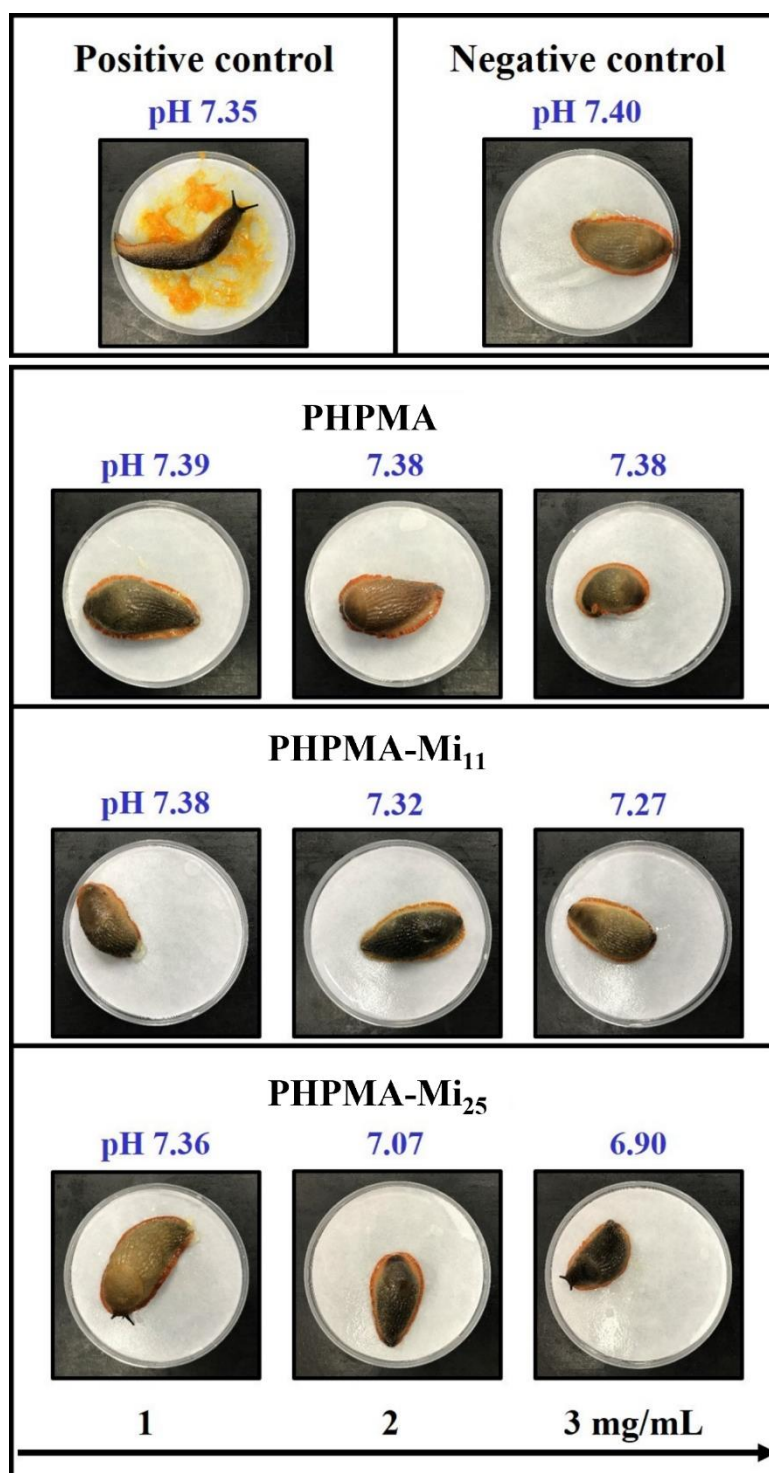 Positive control
Negative control
pH 7.35
pH 7.40
PHPMA
pH 7.39 7.38 7.38
PHPMA-Mi₁₁
pH 7.38 7.32 7.27
PHPMA-Mi₂₅
pH 7.36 7.07 6.90
1 2 3 mg/mL